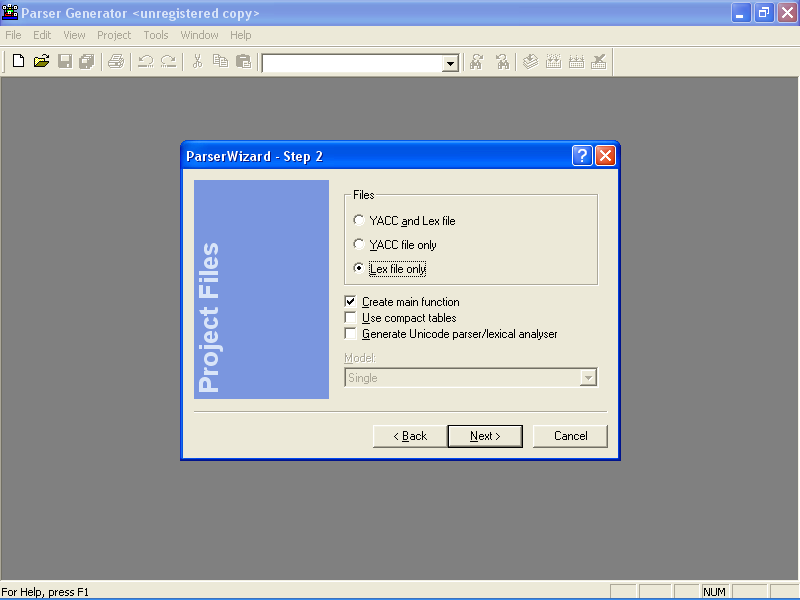 Parser Generator <unregistered copy>
File Edit View Project Tools Window Help
ParserWizard - Step 2
Project Files
Files
YACC and Lex file
YACC file only
Lex file only
Create main function
Use compact tables
Generate Unicode parser/lexical analyser
Model:
Single
< Back Next > Cancel
For Help, press F1 NUM